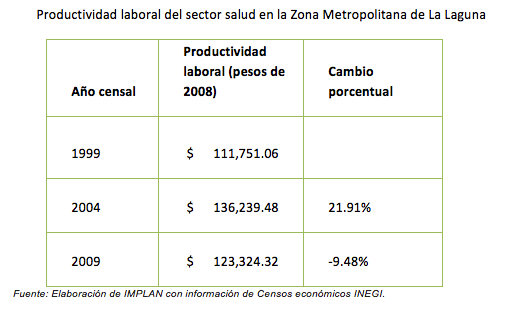 Productividad laboral del sector salud en la Zona Metropolitana de La Laguna
Año censal
Productividad
laboral (pesos de
2008)
Cambio
porcentual
1999 $ 111,751.06
2004 $ 136,239.48 21.91%
2009 $ 123,324.32 -9.48%
Fuente: Elaboración de IMPLAN con información de Censos económicos INEGI.